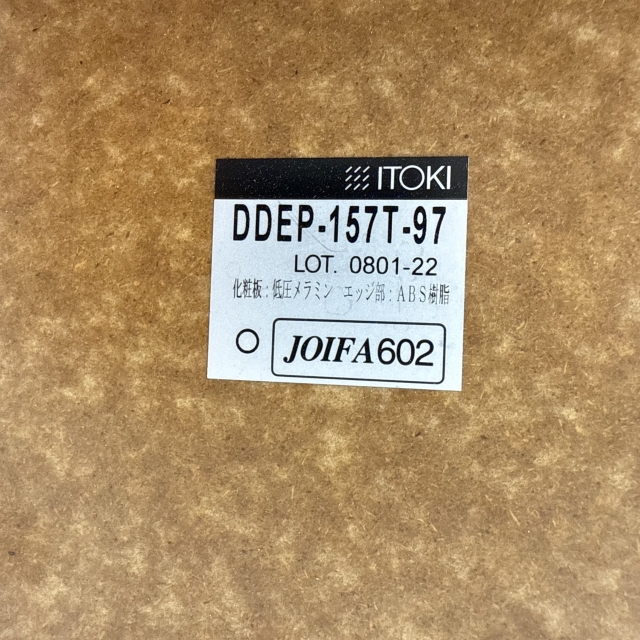 ITOKI
DDEP-157T-97
LOT. 0801-22
化粧板：低圧メラミン エッジ部：ABS樹脂
○ JOIFA602